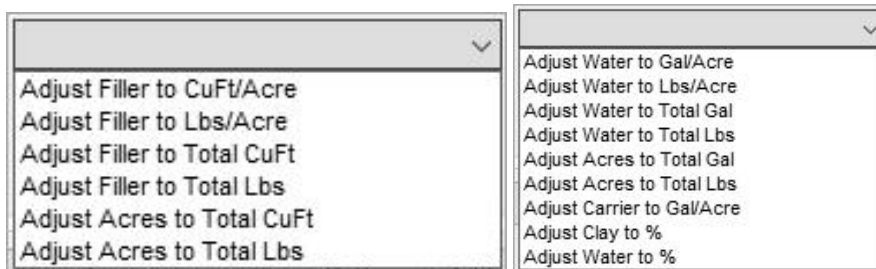 Adjust Filler to CuFt/Acre
Adjust Filler to Lbs/Acre
Adjust Filler to Total CuFt
Adjust Filler to Total Lbs
Adjust Acres to Total CuFt
Adjust Acres to Total Lbs
Adjust Water to Gal/Acre
Adjust Water to Lbs/Acre
Adjust Water to Total Gal
Adjust Water to Total Lbs
Adjust Acres to Total Gal
Adjust Acres to Total Lbs
Adjust Carrier to Gal/Acre
Adjust Clay to %
Adjust Water to %